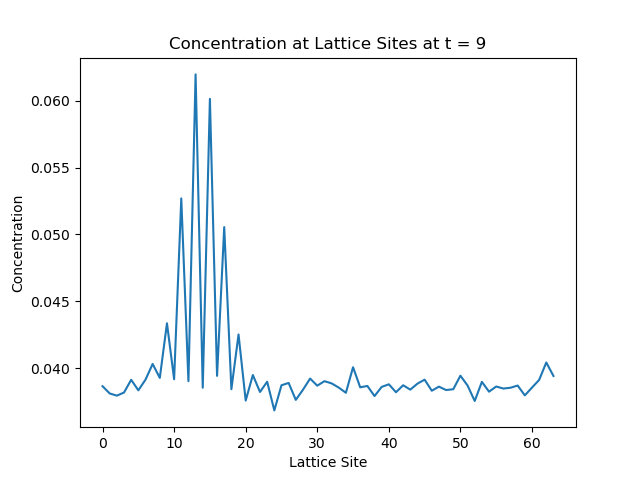 Concentration at Lattice Sites at t = 9
0.060
0.055
0.050
0.045
0.040
Concentration
0 10 20 30 40 50 60
Lattice Site